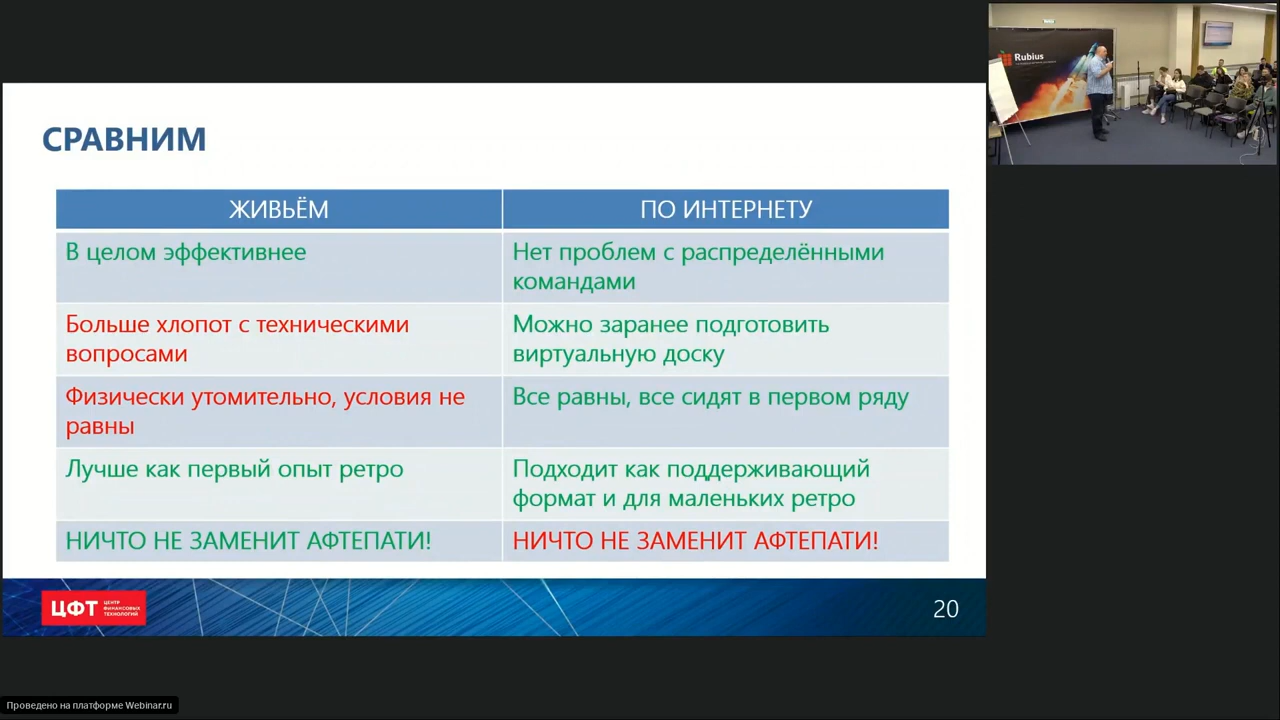 СРАВНИМ
ЖИВЬЁМ
ПО ИНТЕРНЕТУ
В целом эффективнее
Нет проблем с распределёнными
командами
Больше хлопот с техническими
вопросами
Можно заранее подготовить
виртуальную доску
Физически утомительно, условия не
равны
Все равны, все сидят в первом ряду
Лучше как первый опыт ретро
Подходит как поддерживающий
формат и для маленьких ретро
НИЧТО НЕ ЗАМЕНИТ АФТЕПАТИ!
НИЧТО НЕ ЗАМЕНИТ АФТЕПАТИ!
ЦФТ
ЦЕНТР
ФИНАНСОВЫХ
ТЕХНОЛОГИЙ
20
Rubius
Проведено на платформе Webinar.ru